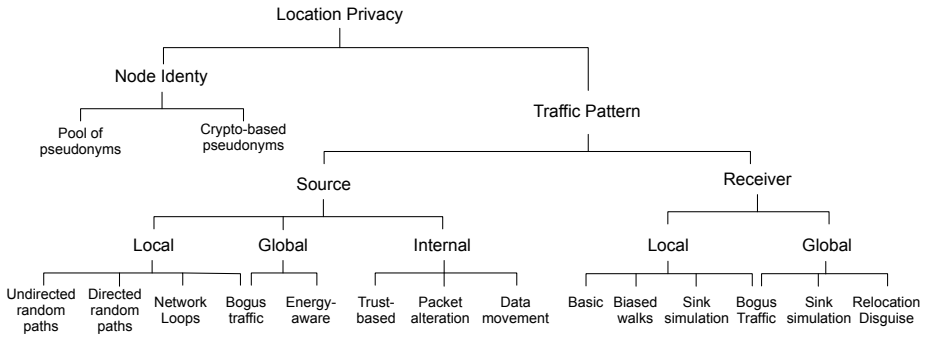 Location Privacy
Node Identy
Traffic Pattern
Pool of
pseudonyms
Crypto-based
pseudonyms
Source
Receiver
Local
Global
Internal
Local
Global
Undirected
random
paths
Directed
random
paths
Network
Loops
Bogus
traffic
Energy-
aware
Trust-
based
Packet
alteration
Data
movement
Basic
Biased
walks
Sink
simulation
Bogus
Traffic
Sink
simulation
Relocation
Disguise